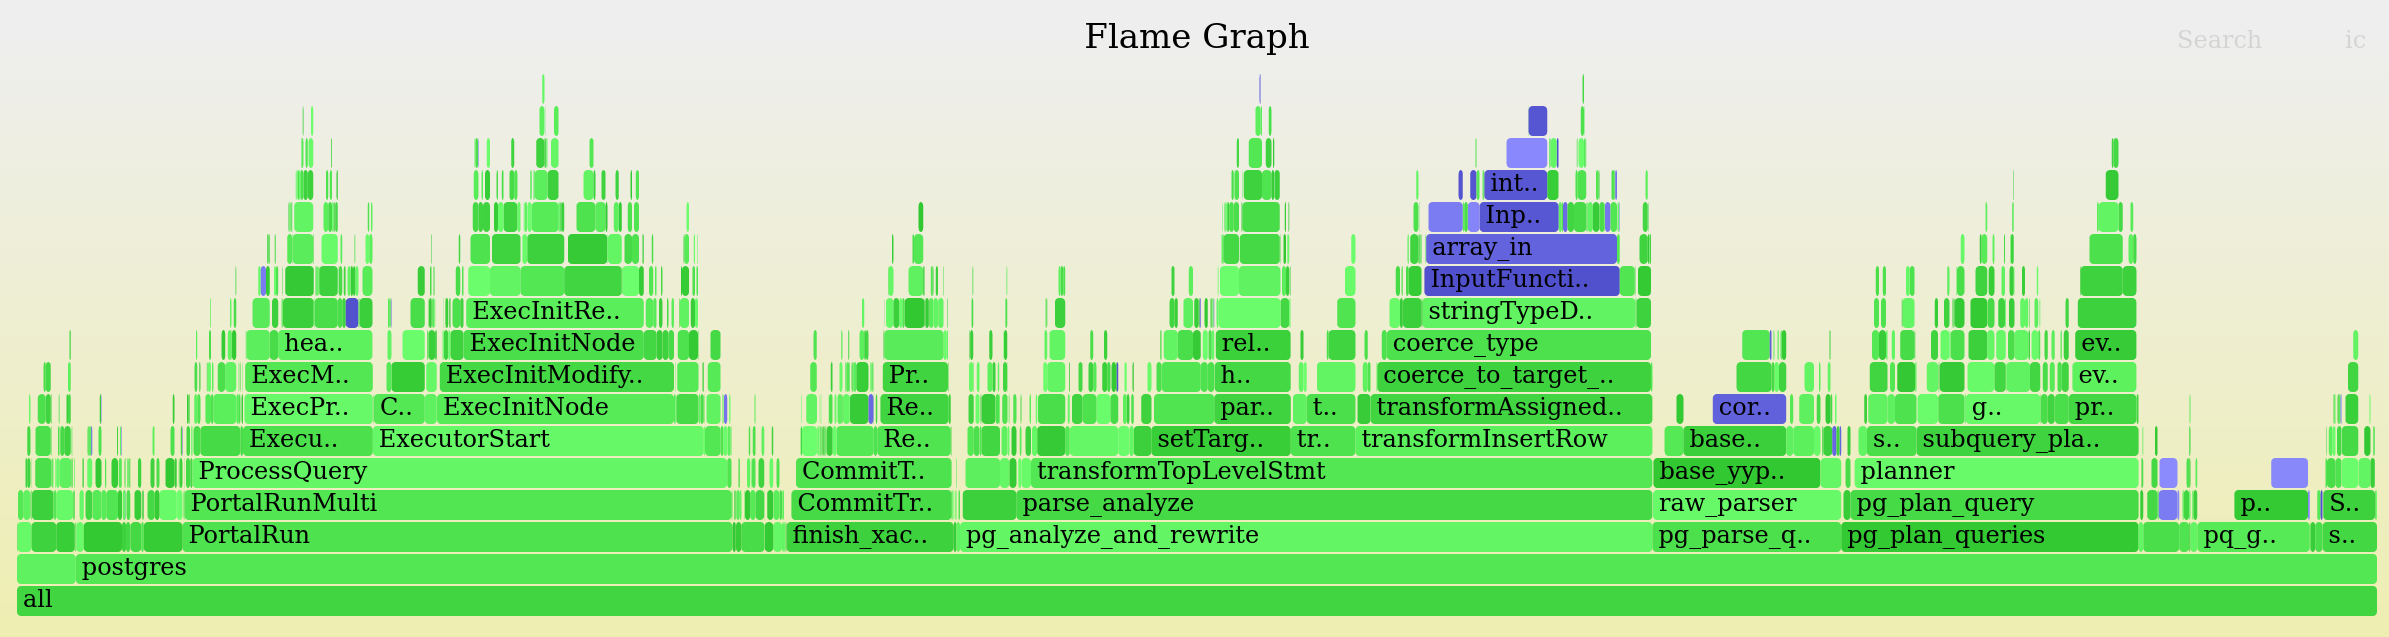 Flame Graph
Search ic
int..
Inp..
array_in
InputFuncti..
ExecInitRe.. stringTypeD..
hea.. ExecInitNode rel.. coerce_type ev..
ExecM.. ExecInitModify.. Pr.. h.. coerce_to_target_.. ev..
ExecPr.. C.. ExecInitNode Re.. par.. t.. transformAssigned.. cor.. g.. pr..
Execu.. ExecutorStart Re.. setTarg.. tr.. transformInsertRow base.. s.. subquery_pla..
ProcessQuery CommitT.. transformTopLevelStmt base_yyp.. planner
PortalRunMulti CommitTr.. parse_analyze raw_parser pg_plan_query p.. S..
PortalRun finish_xac.. pg_analyze_and_rewrite pg_parse_q.. pg_plan_queries pq_g.. s..
postgres
all